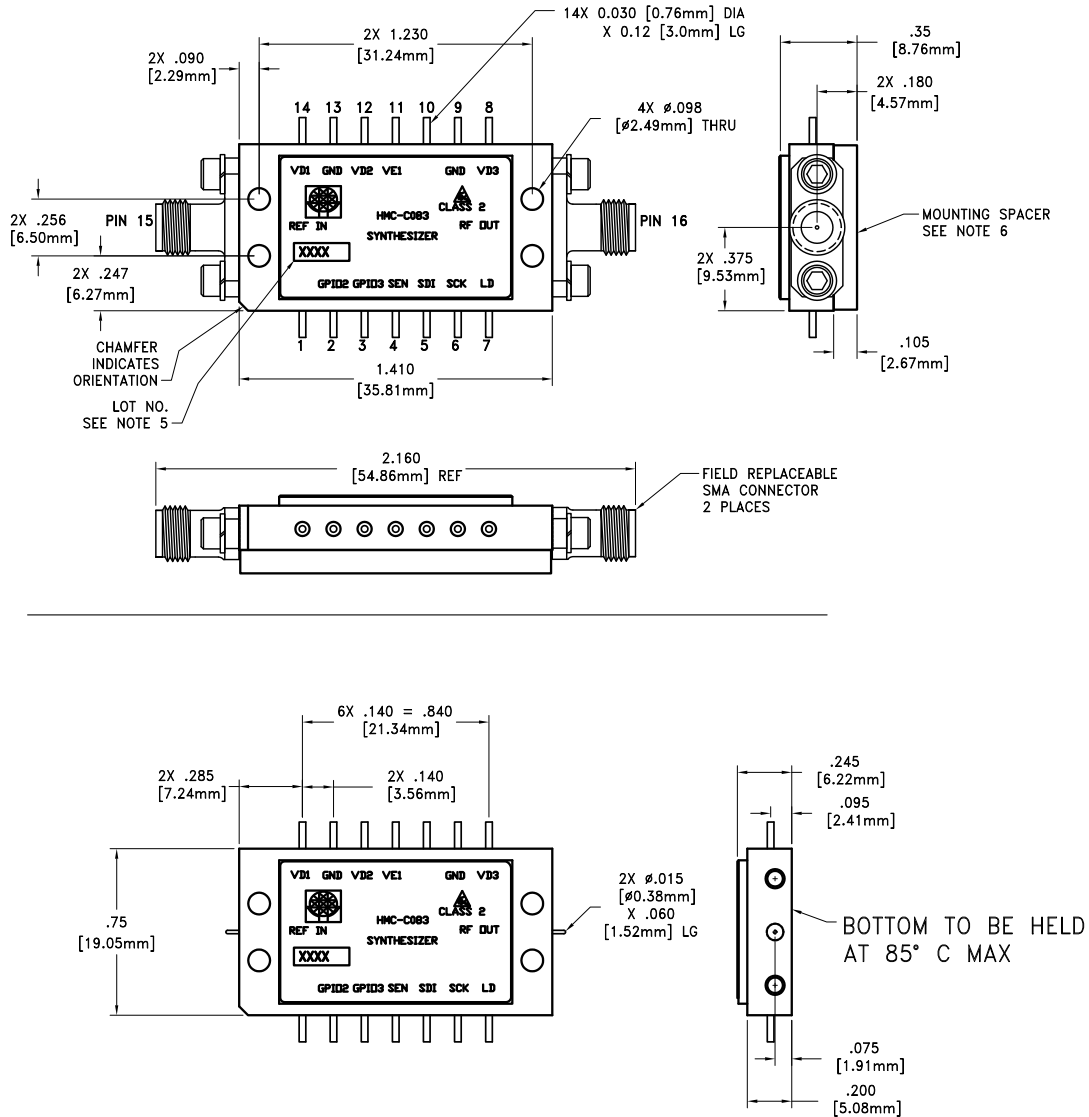 14X 0.030 [0.76mm] DIA
X 0.12 [3.0mm] LG
2X 1.230
[31.24mm]
2X .090
[2.29mm]
.35
[8.76mm]
2X .180
[4.57mm]
14 13 12 11 10 9 8
4X ø.098
[ø2.49mm] THRU
VD1 GND VD2 VE1 GND VD3
2X .256
[6.50mm]
PIN 15
HMC-C083
CLASS 2
REF IN
RF OUT
SYNTHESIZER
PIN 16
XXXX
MOUNTING SPACER
SEE NOTE 6
2X .247
[6.27mm]
2X .375
[9.53mm]
GPIO2 GPIO3 SEN SDI SCK LD
1 2 3 4 5 6 7
CHAMFER
INDICATES
ORIENTATION
1.410
[35.81mm]
.105
[2.67mm]
LOT NO.
SEE NOTE 5
2.160
[54.86mm] REF
FIELD REPLACEABLE
SMA CONNECTOR
2 PLACES
6X .140 = .840
[21.34mm]
2X .285
[7.24mm]
2X .140
[3.56mm]
.245
[6.22mm]
.095
[2.41mm]
VD1 GND VD2 VE1 GND VD3
2X ø.015
[ø0.38mm]
X .060
[1.52mm] LG
HMC-C083
CLASS 2
REF IN
RF OUT
SYNTHESIZER
XXXX
.75
[19.05mm]
BOTTOM TO BE HELD
AT 85° C MAX
GPIO2 GPIO3 SEN SDI SCK LD
.075
[1.91mm]
.200
[5.08mm]